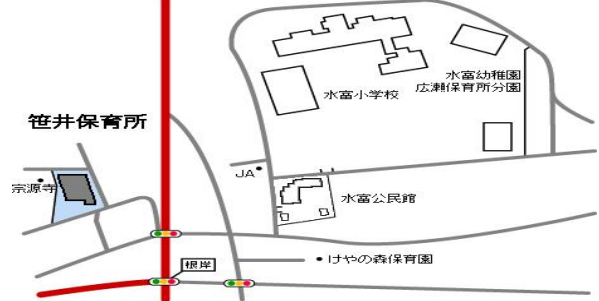 水富幼稚園
広瀬保育所分園
水富小学校
笹井保育所
JA
宗源寺
水富公民館
けやの森保育園
根岸